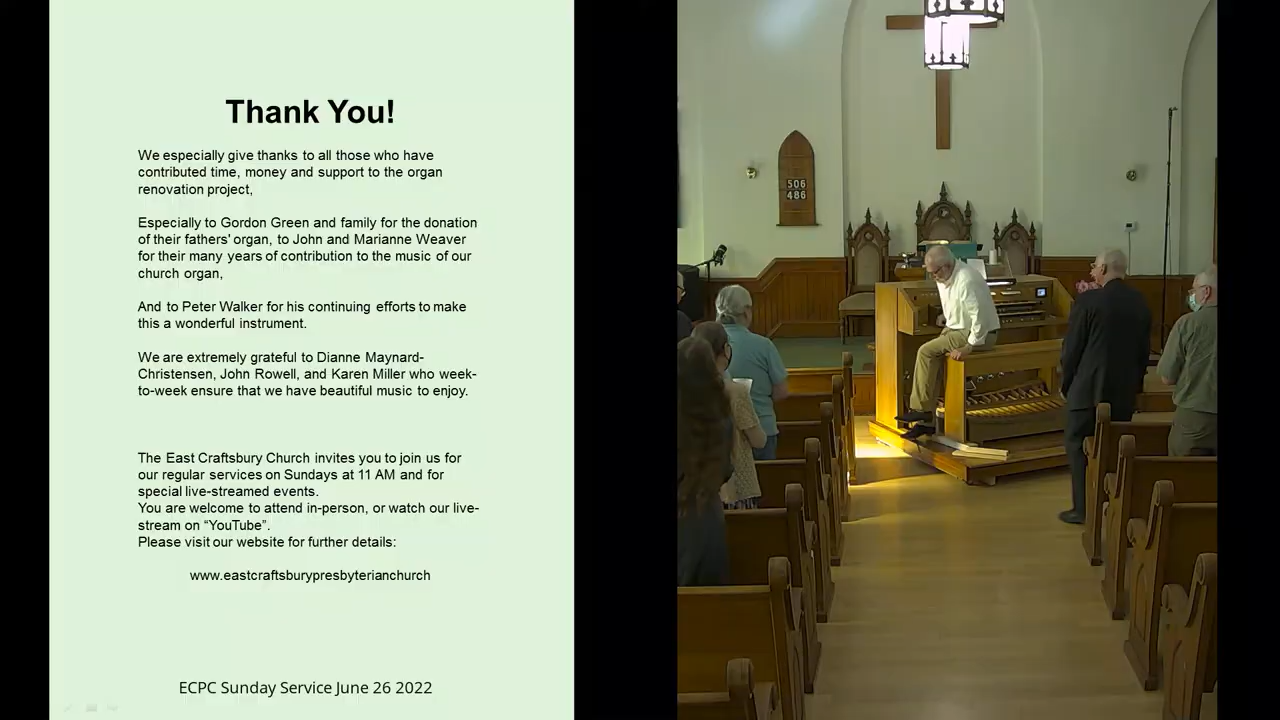 Thank You!
We especially give thanks to all those who have
contributed time, money and support to the organ
renovation project,
Especially to Gordon Green and family for the donation
of their fathers' organ, to John and Marianne Weaver
for their many years of contribution to the music of our
church organ,
And to Peter Walker for his continuing efforts to make
this a wonderful instrument.
We are extremely grateful to Dianne Maynard-
Christensen, John Rowell, and Karen Miller who week-
to-week ensure that we have beautiful music to enjoy.
The East Craftsbury Church invites you to join us for
our regular services on Sundays at 11 AM and for
special live-streamed events.
You are welcome to attend in-person, or watch our live-
stream on “YouTube”.
Please visit our website for further details:
www.eastcraftsburypresbyterianchurch
ECPC Sunday Service June 26 2022
506
486